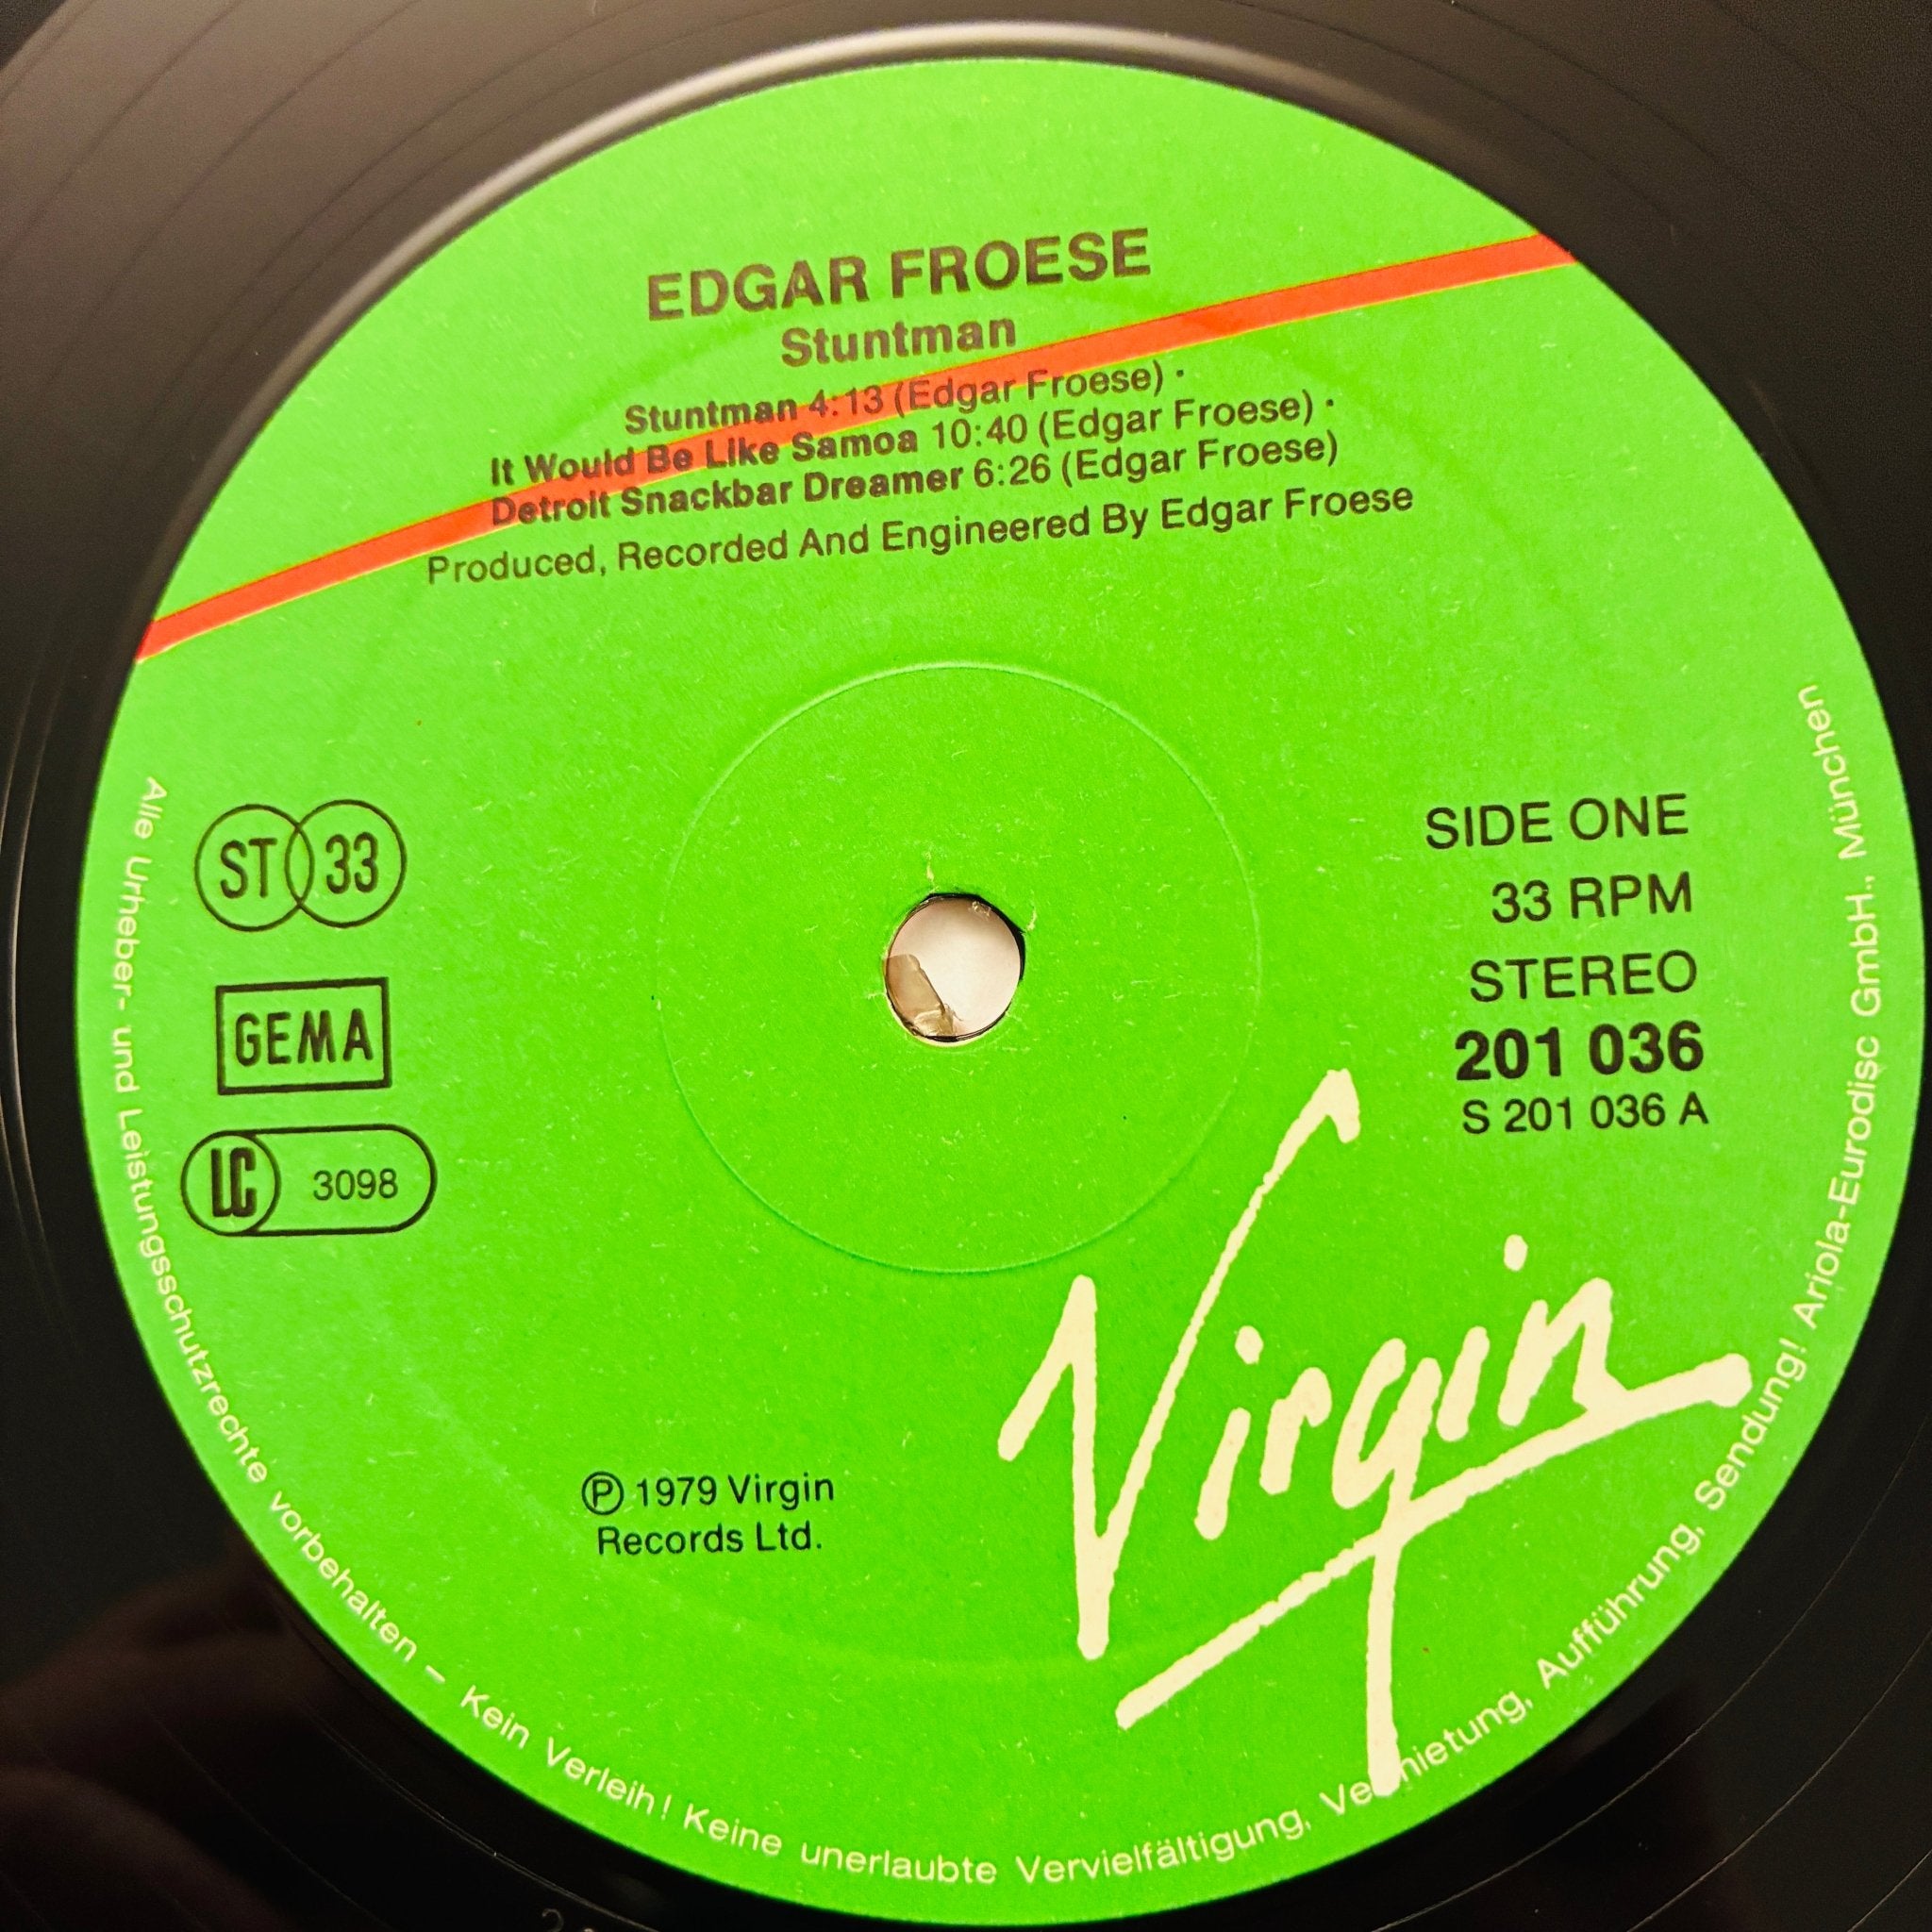 EDGAR FROESE
Stuntman
Stuntman 4:13 (Edgar Froese) ·
It Would Be Like Samoa 10:40 (Edgar Froese) ·
Detroit Snackbar Dreamer 6:26 (Edgar Froese)
Produced, Recorded And Engineered By Edgar Froese
ST 33
GEMA
LC 3098
SIDE ONE
33 RPM
STEREO
201 036
S 201 036 A
Virgin
℗ 1979 Virgin
Records Ltd.
Alle Urheber- und Leistungsschutzrechte vorbehalten – Kein Verleih! Keine unerlaubte Vervielfältigung, Vermietung, Aufführung, Sendung! Ariola-Eurodisc GmbH., München